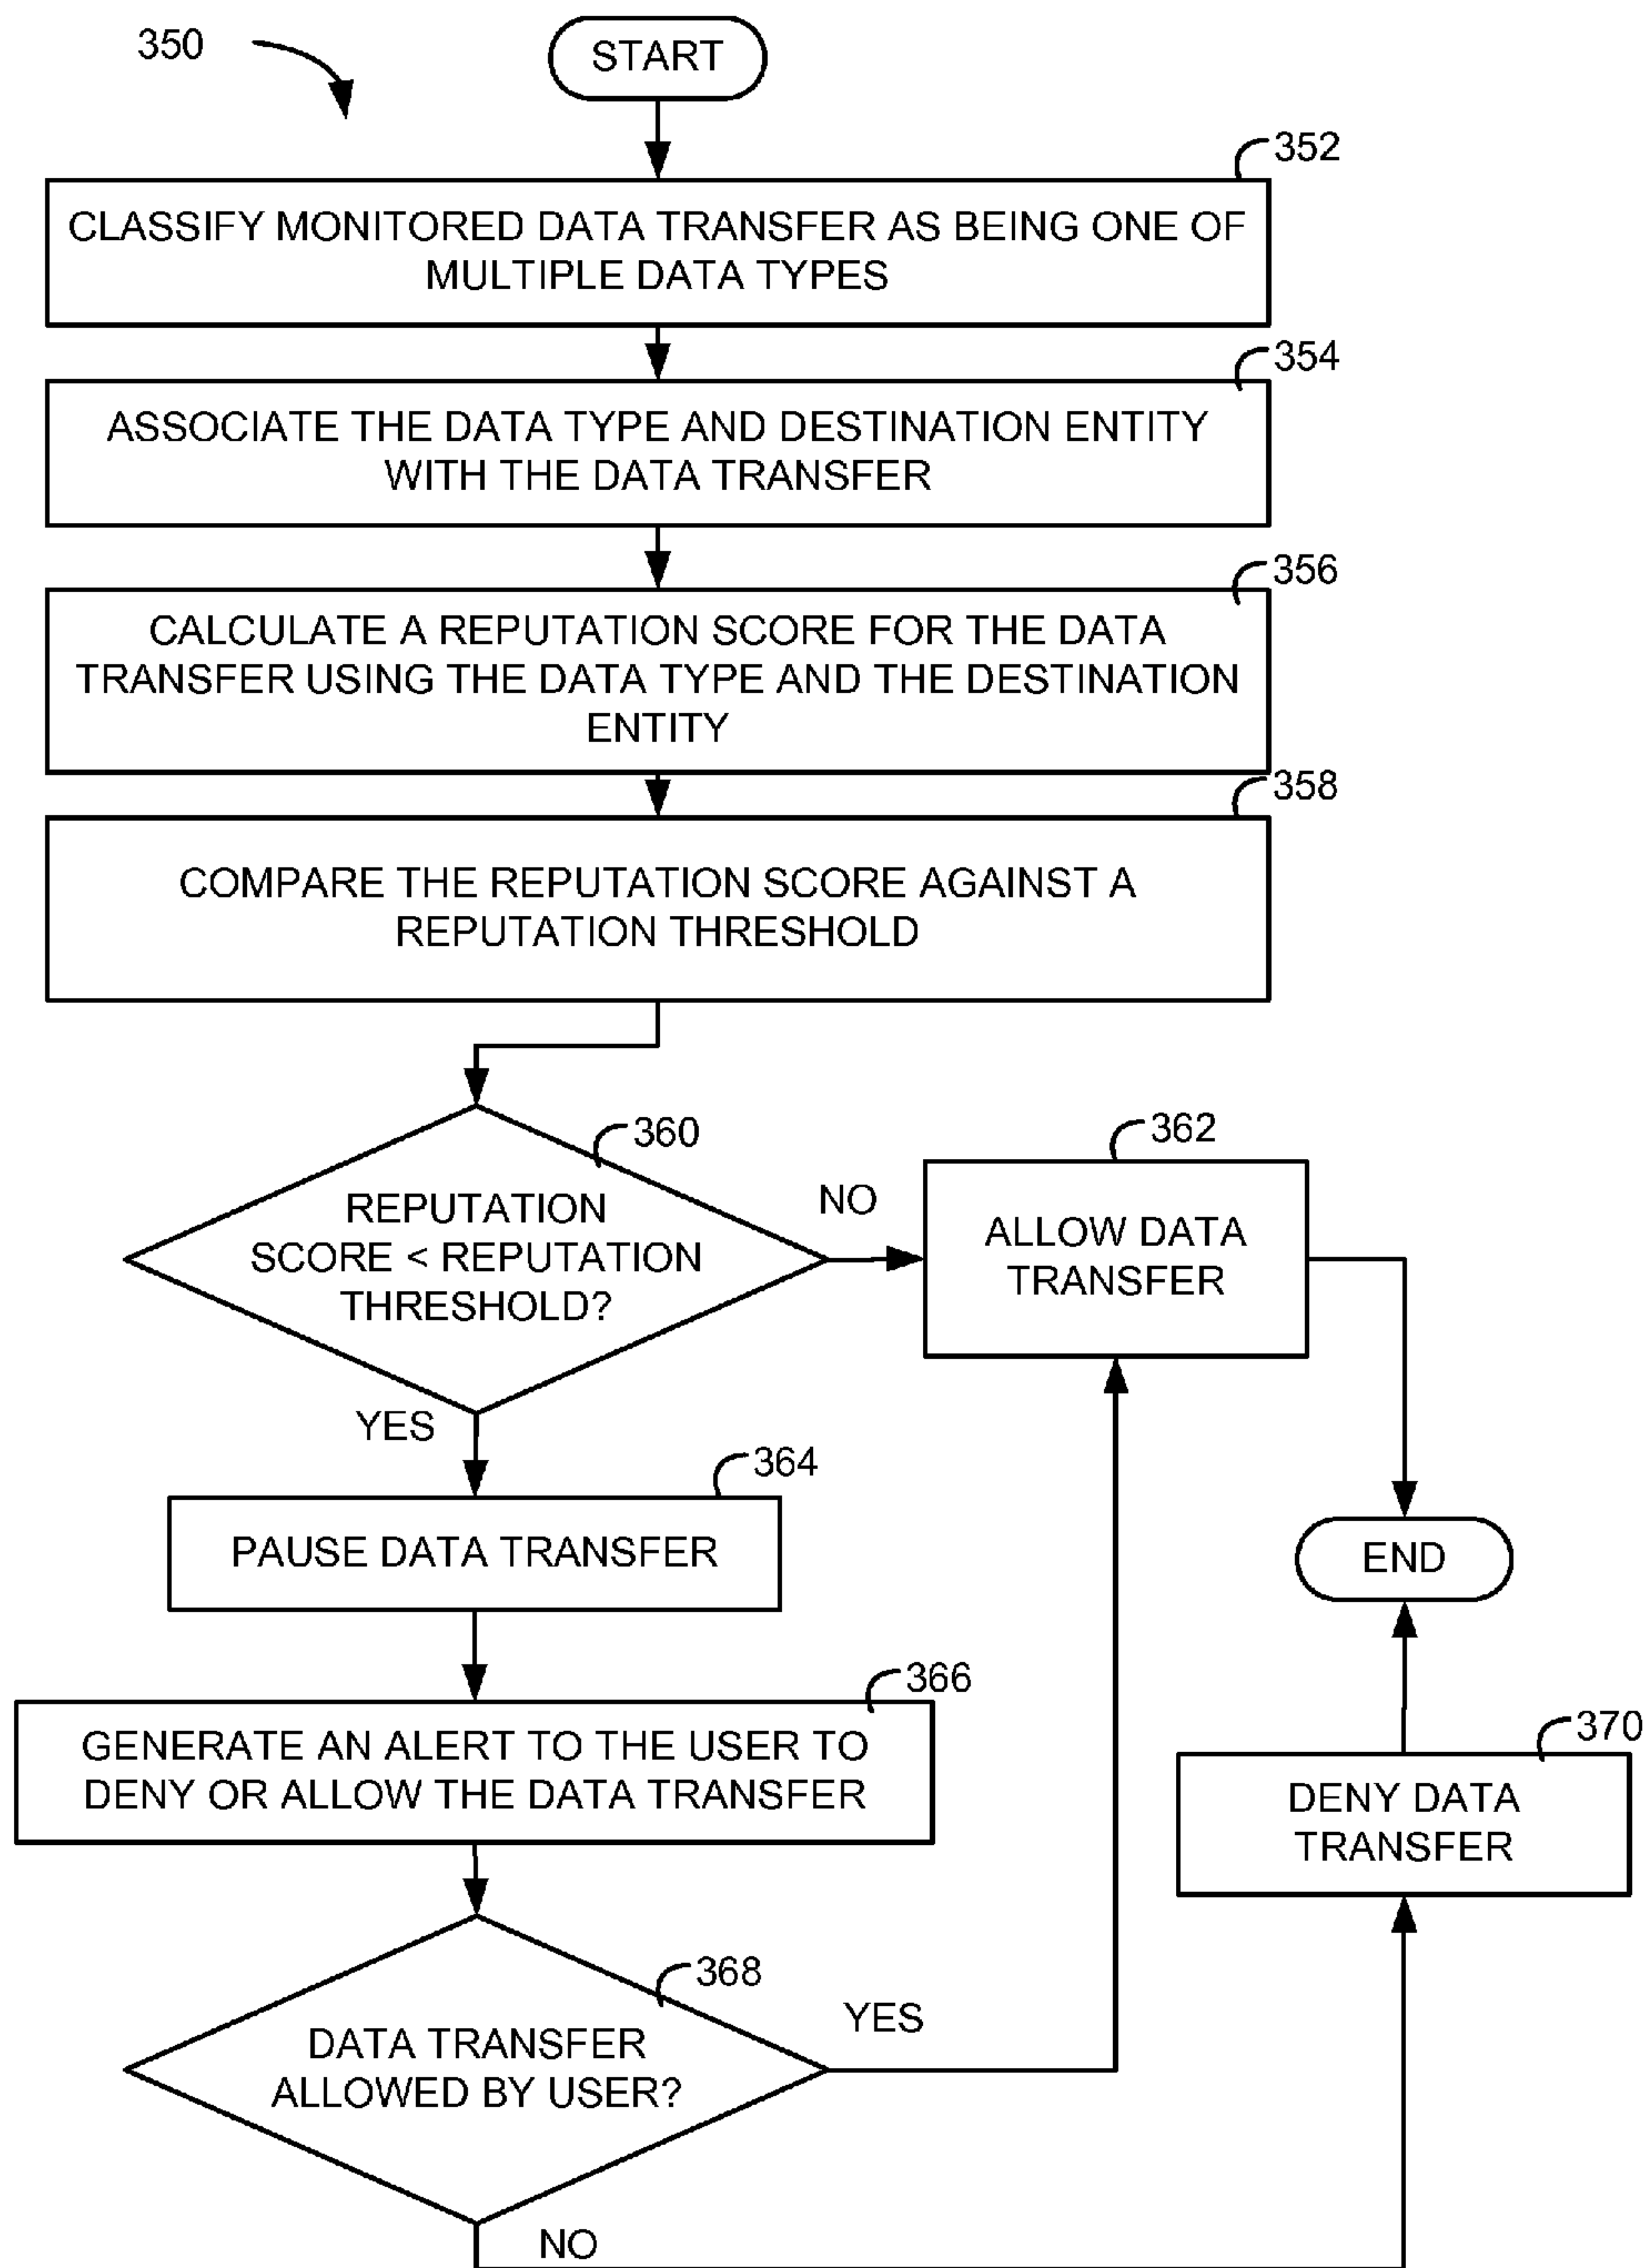 350
START
352
CLASSIFY MONITORED DATA TRANSFER AS BEING ONE OF
MULTIPLE DATA TYPES
354
ASSOCIATE THE DATA TYPE AND DESTINATION ENTITY
WITH THE DATA TRANSFER
356
CALCULATE A REPUTATION SCORE FOR THE DATA
TRANSFER USING THE DATA TYPE AND THE DESTINATION
ENTITY
358
COMPARE THE REPUTATION SCORE AGAINST A
REPUTATION THRESHOLD
360
REPUTATION
SCORE < REPUTATION
THRESHOLD?
NO
362
ALLOW DATA
TRANSFER
YES
364
PAUSE DATA TRANSFER
END
366
GENERATE AN ALERT TO THE USER TO
DENY OR ALLOW THE DATA TRANSFER
370
DENY DATA
TRANSFER
368
DATA TRANSFER
ALLOWED BY USER?
YES
NO